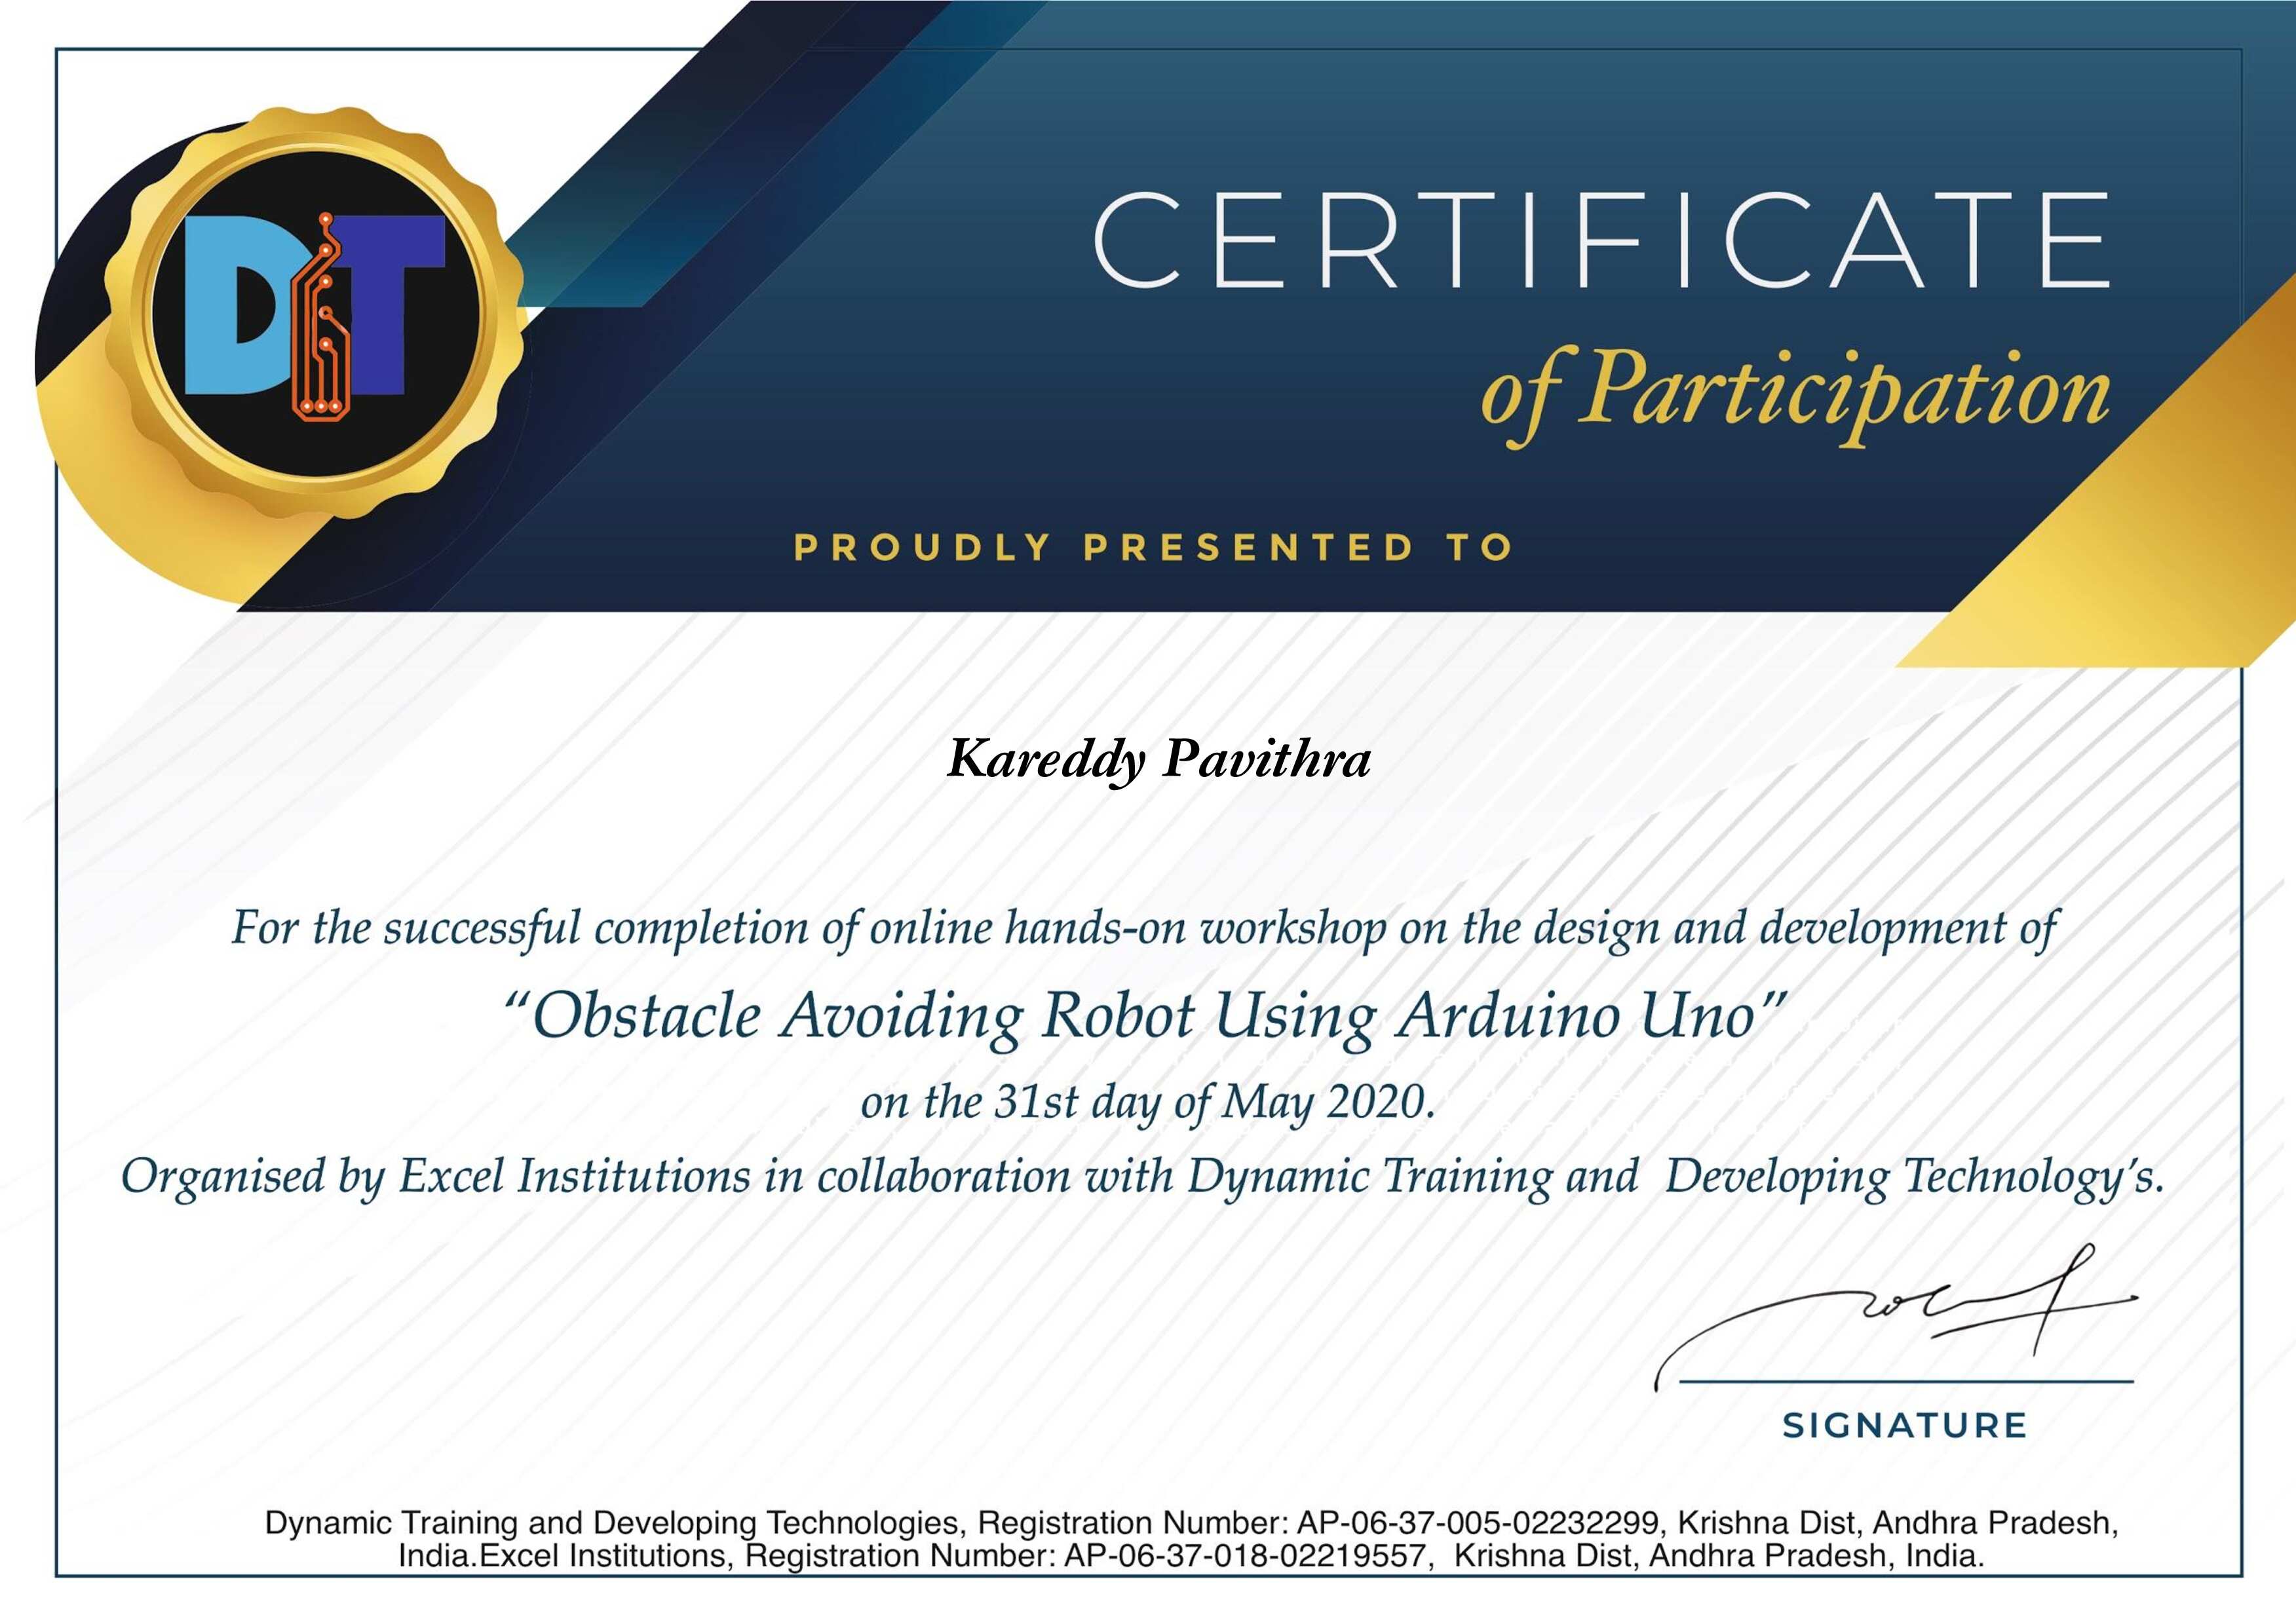 DT
CERTIFICATE
of Participation
PROUDLY PRESENTED TO
Kareddy Pavithra
For the successful completion of online hands-on workshop on the design and development of
“Obstacle Avoiding Robot Using Arduino Uno”
on the 31st day of May 2020.
Organised by Excel Institutions in collaboration with Dynamic Training and Developing Technology’s.
SIGNATURE
Dynamic Training and Developing Technologies, Registration Number: AP-06-37-005-02232299, Krishna Dist, Andhra Pradesh,
India.Excel Institutions, Registration Number: AP-06-37-018-02219557, Krishna Dist, Andhra Pradesh, India.